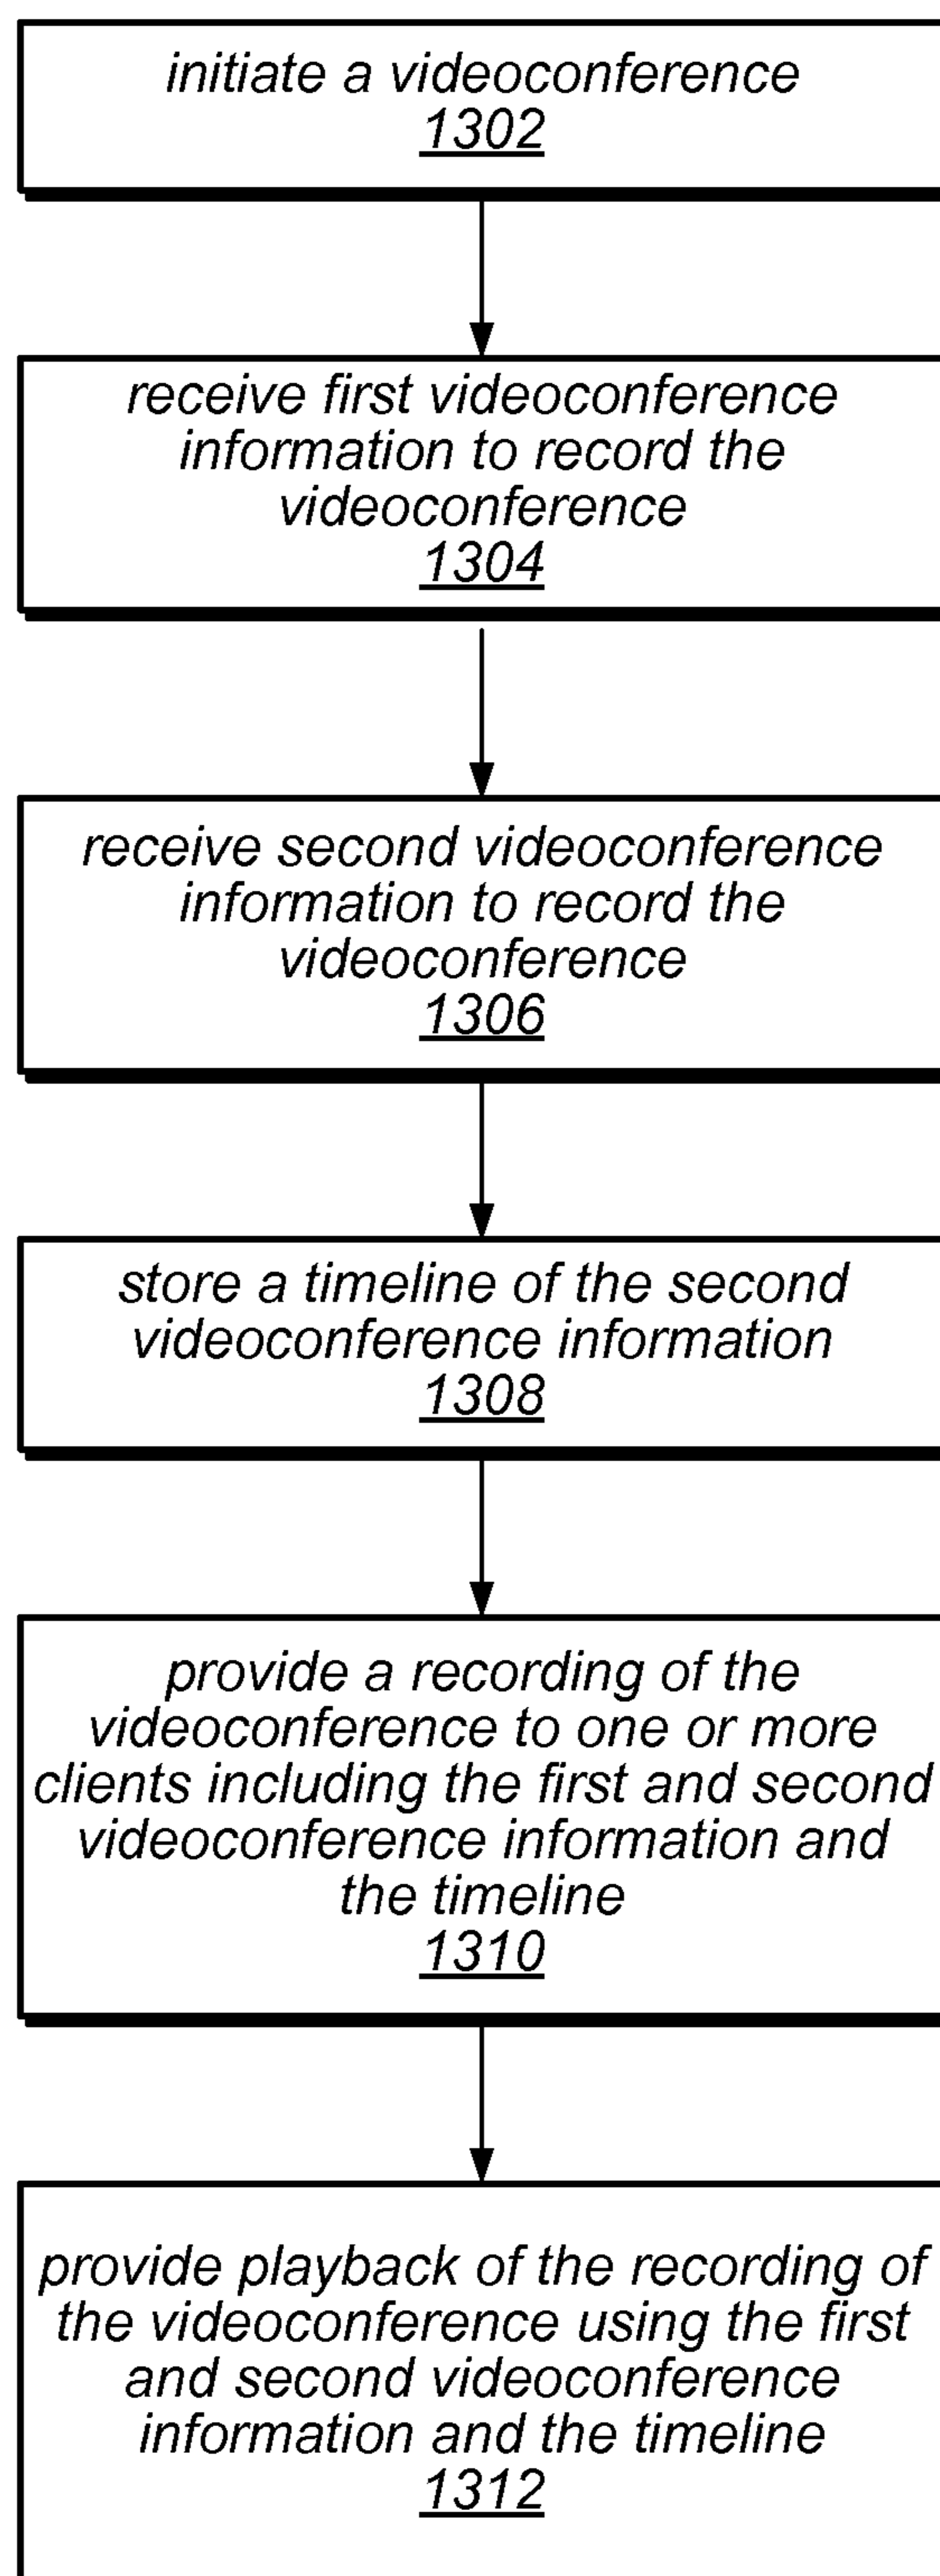 initiate a videoconference
1302
receive first videoconference
information to record the
videoconference
1304
receive second videoconference
information to record the
videoconference
1306
store a timeline of the second
videoconference information
1308
provide a recording of the
videoconference to one or more
clients including the first and second
videoconference information and
the timeline
1310
provide playback of the recording of
the videoconference using the first
and second videoconference
information and the timeline
1312